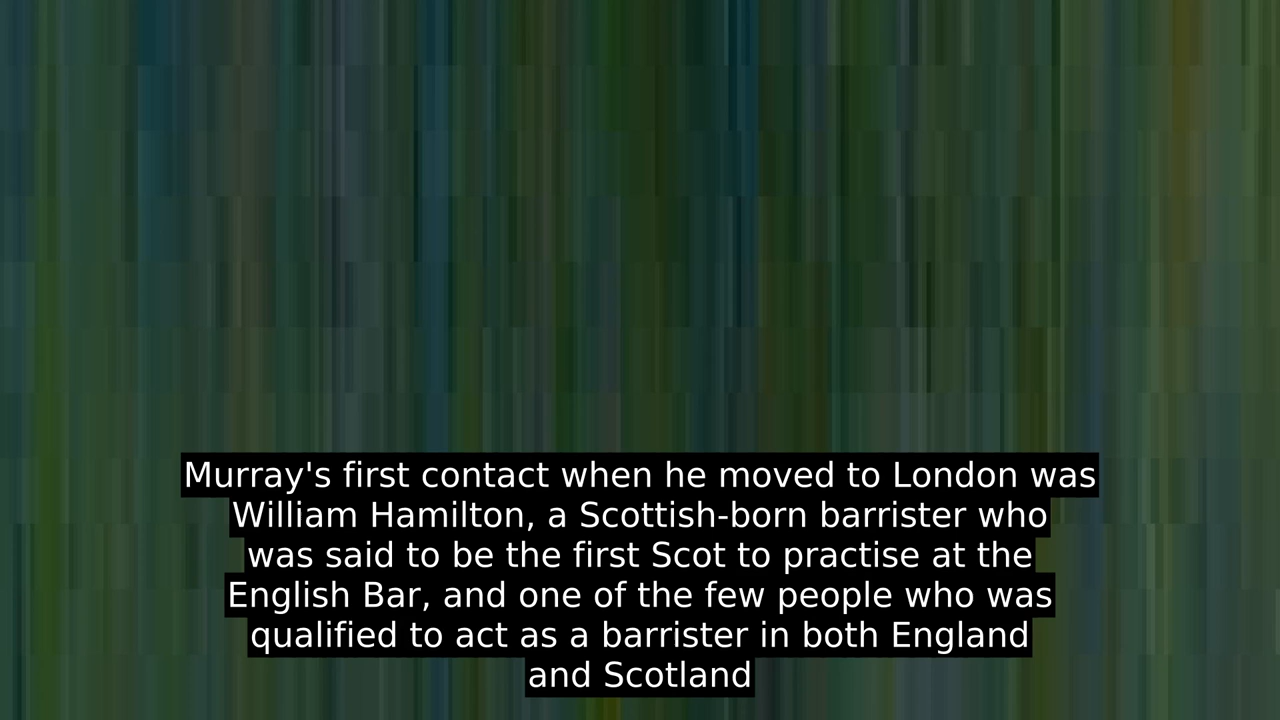 Murray's first contact when he moved to London was
William Hamilton, a Scottish-born barrister who
was said to be the first Scot to practise at the
English Bar, and one of the few people who was
qualified to act as a barrister in both England
and Scotland